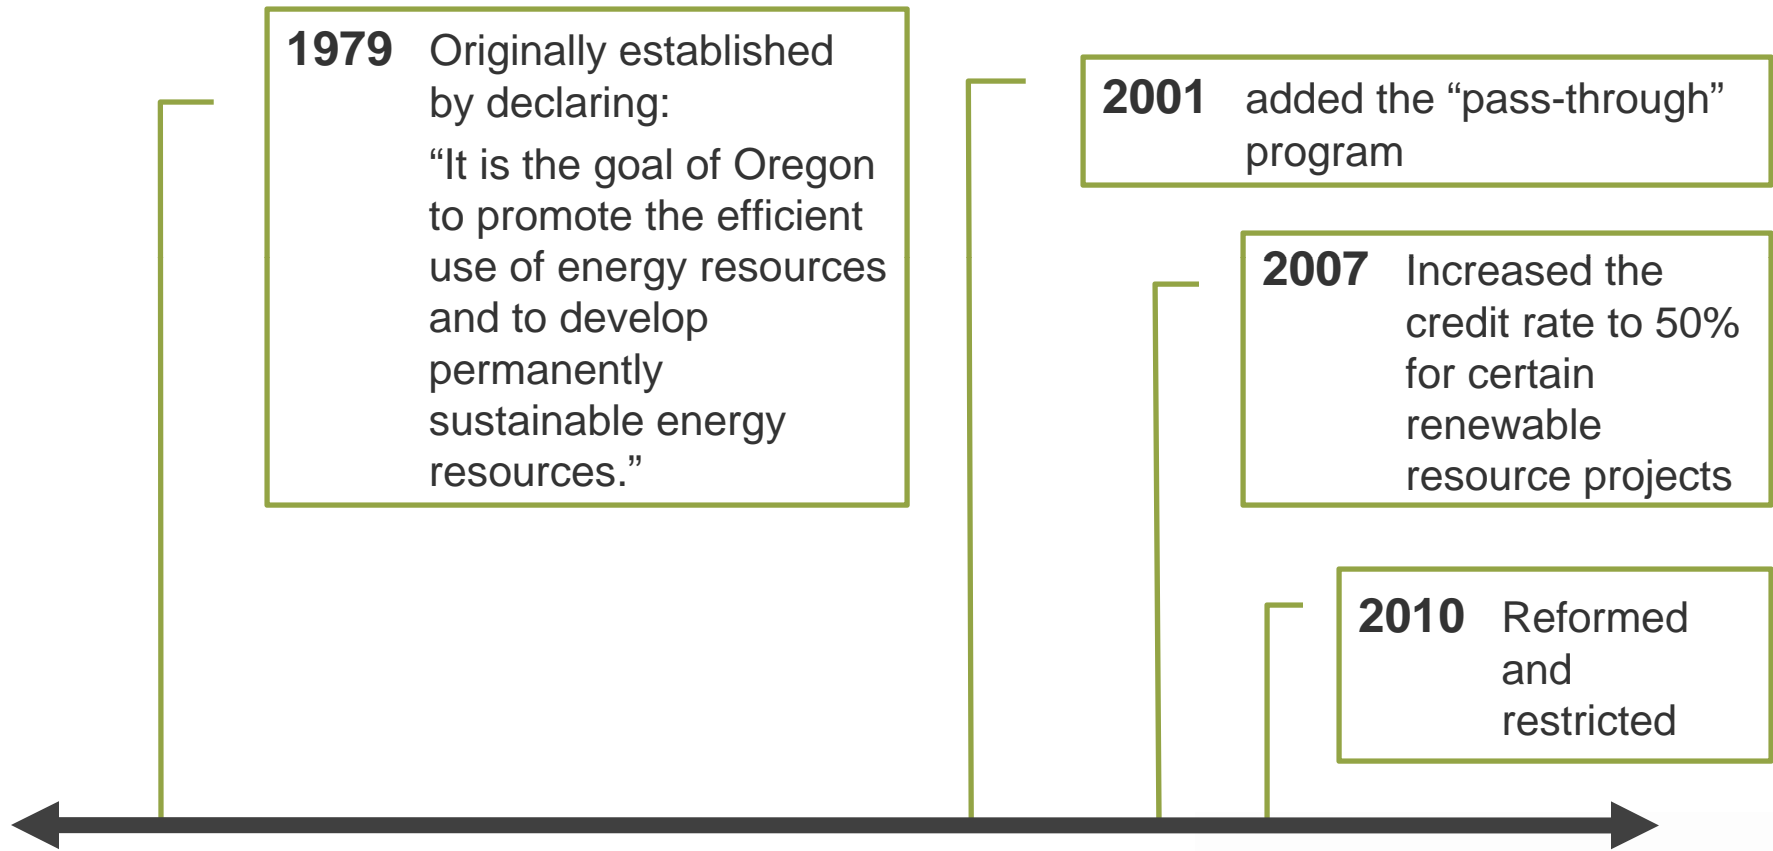 1979 Originally established
by declaring:
“It is the goal of Oregon
to promote the efficient
use of energy resources
and to develop
permanently
sustainable energy
resources.”
2001 added the “pass-through”
program
2007 Increased the
credit rate to 50%
for certain
renewable
resource projects
2010 Reformed
and
restricted